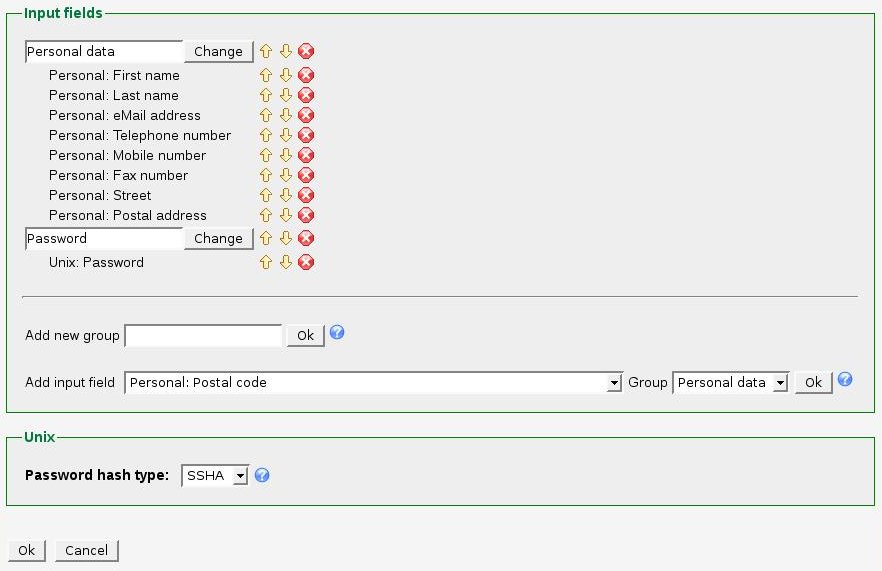 Input fields
Personal data Change
Personal: First name
Personal: Last name
Personal: eMail address
Personal: Telephone number
Personal: Mobile number
Personal: Fax number
Personal: Street
Personal: Postal address
Password Change
Unix: Password
Add new group Ok ?
Add input field Personal: Postal code Group Personal data Ok ?
Unix
Password hash type: SSHA ?
Ok Cancel